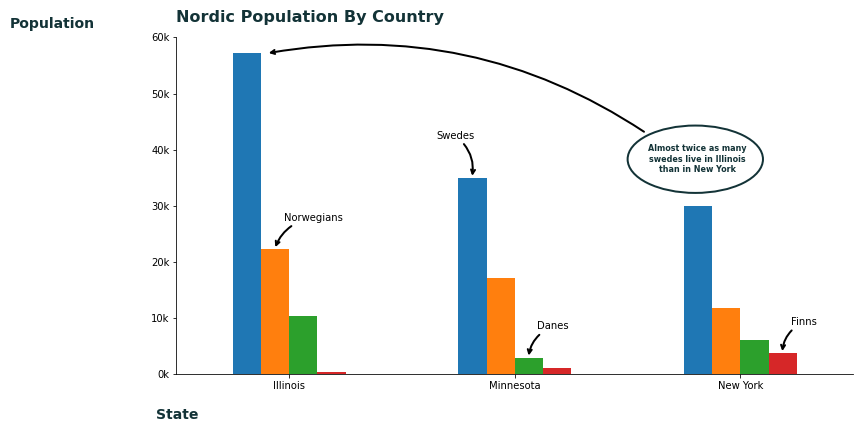 Nordic Population By Country
Population
60k
50k
40k
30k
20k
10k
0k
Swedes
Almost twice as many
swedes live in Illinois
than in New York
Norwegians
Danes
Finns
Illinois
Minnesota
New York
State